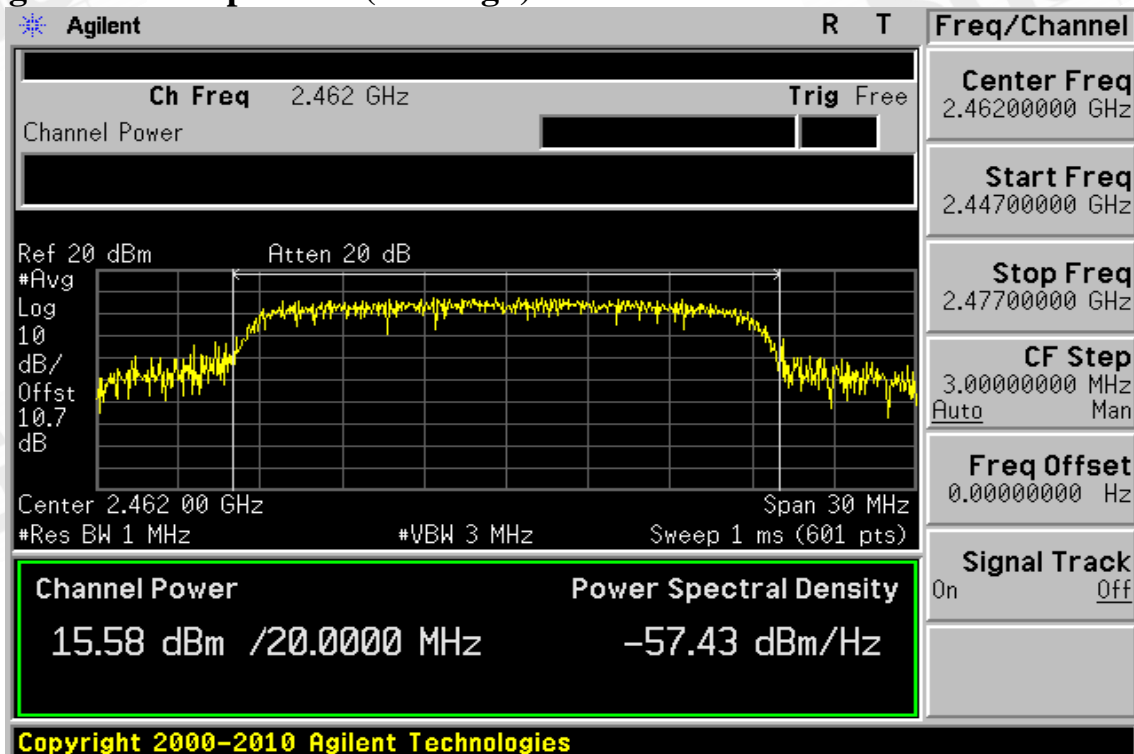 Agilent R T
Ch Freq 2.462 GHz Trig Free
Channel Power
Ref 20 dBm Atten 20 dB
#Avg
Log
10
dB/
Offst
10.7
dB
Center 2.462 00 GHz Span 30 MHz
#Res BW 1 MHz #VBW 3 MHz Sweep 1 ms (601 pts)
Channel Power Power Spectral Density
15.58 dBm /20.0000 MHz -57.43 dBm/Hz
Copyright 2000-2010 Agilent Technologies
Freq/Channel
Center Freq
2.46200000 GHz
Start Freq
2.44700000 GHz
Stop Freq
2.47700000 GHz
CF Step
3.00000000 MHz
Auto Man
Freq Offset
0.00000000 Hz
Signal Track
On Off